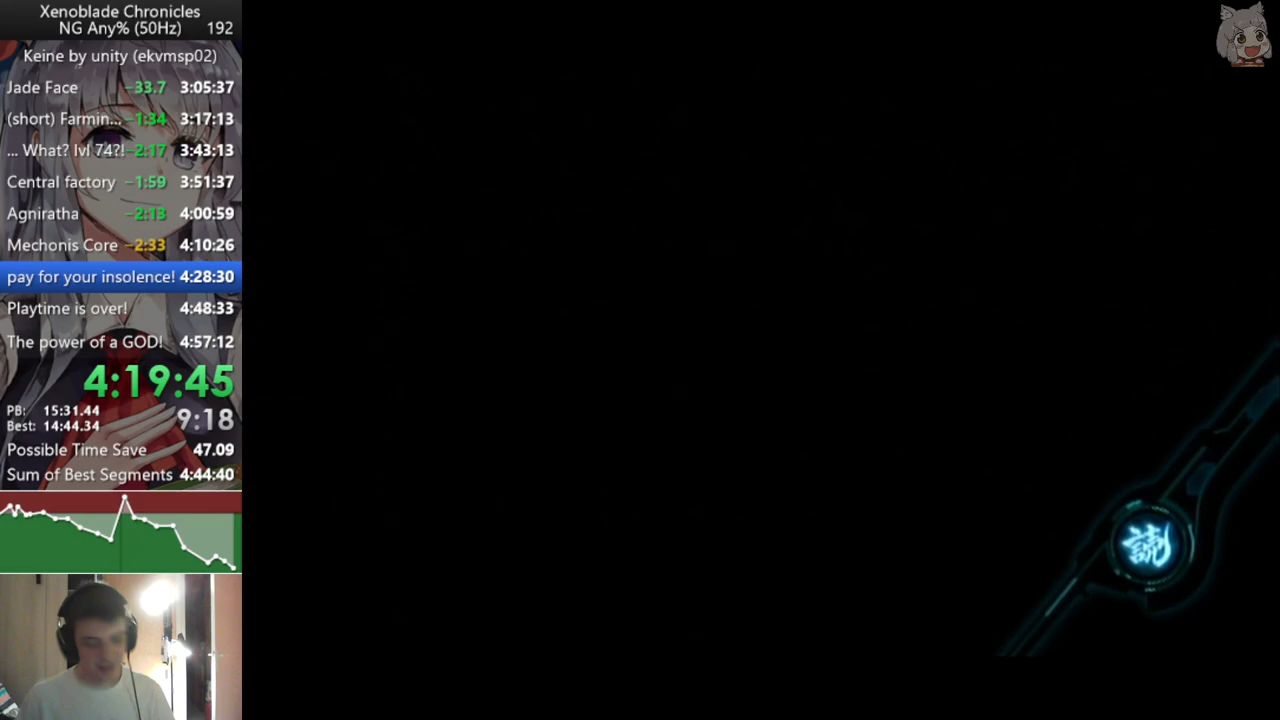 Xenoblade Chronicles
NG Any% (50Hz) 192
Keine by unity (ekvmsp02)
Jade Face -33.7 3:05:37
(short) Farmin... -1:34 3:17:13
... What? lvl 74?! -2:17 3:43:13
Central factory -1:59 3:51:37
Agniratha -2:13 4:00:59
Mechonis Core -2:33 4:10:26
pay for your insolence! 4:28:30
Playtime is over! 4:48:33
The power of a GOD! 4:57:12
4:19:45
PB: 15:31.44
Best: 14:44.34
9:18
Possible Time Save 47.09
Sum of Best Segments 4:44:40
読